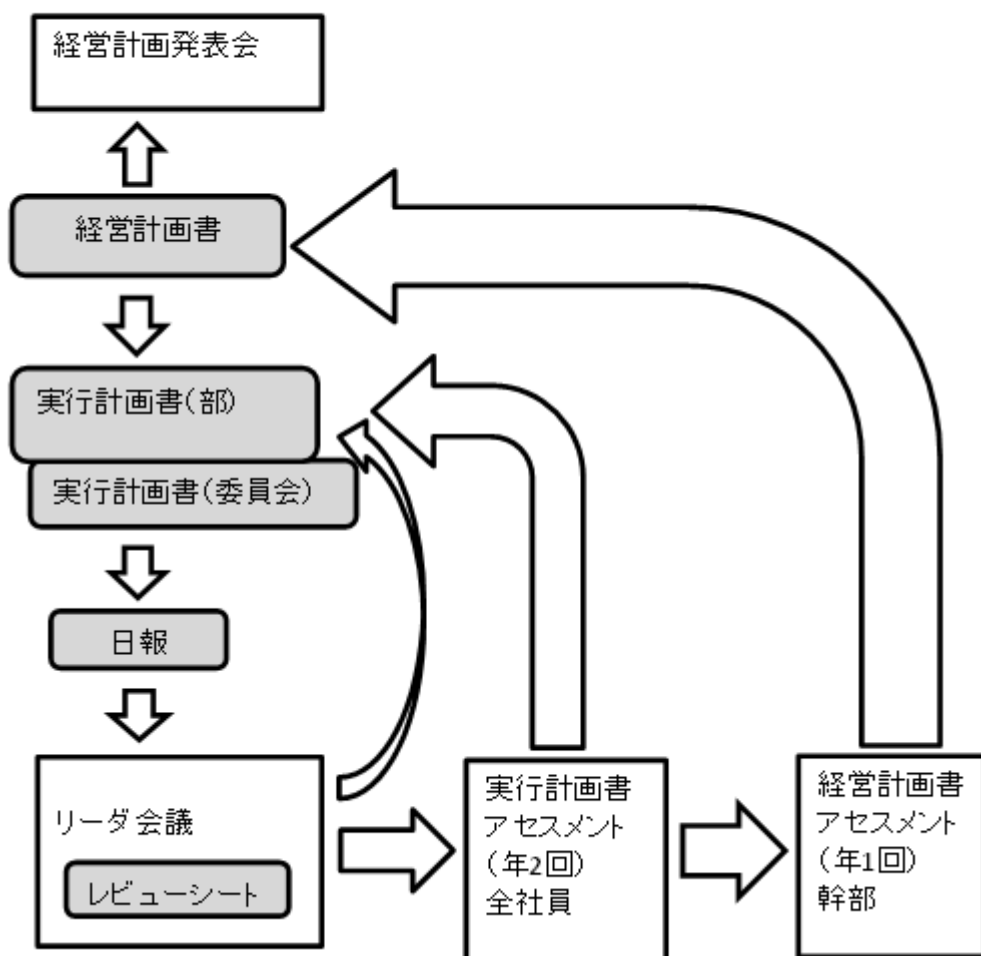 経営計画発表会
経営計画書
実行計画書(部)
実行計画書(委員会)
日報
リーダ会議
レビューシート
実行計画書
アセスメント
(年2回)
全社員
経営計画書
アセスメント
(年1回)
幹部